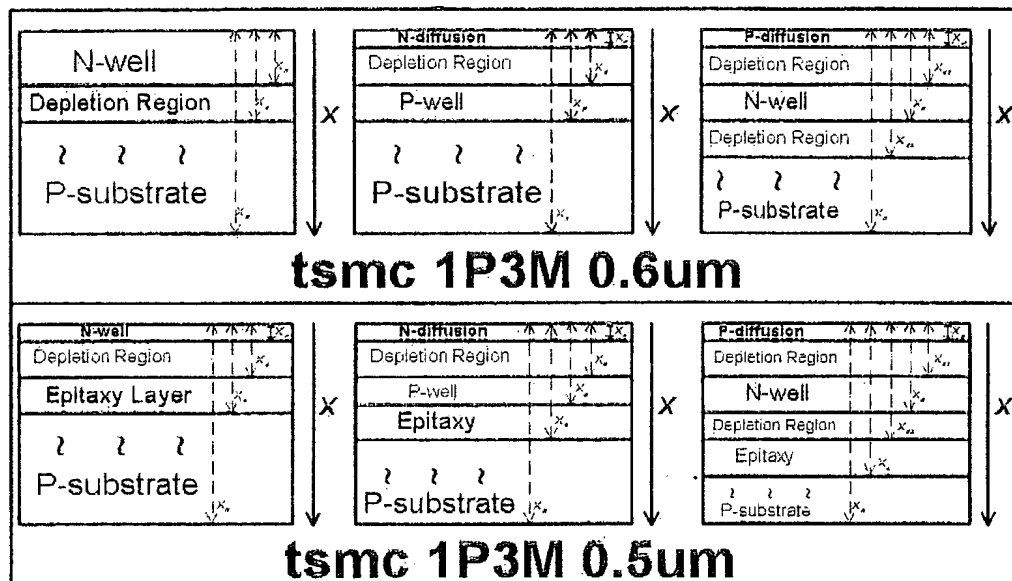 N-well
Depletion Region
P-substrate
X
N-diffusion
Depletion Region
P-well
P-substrate
X
P-diffusion
Depletion Region
N-well
Depletion Region
P-substrate
X
tsmc 1P3M 0.6um
N-well
Depletion Region
Epitaxy Layer
P-substrate
X
N-diffusion
Depletion Region
P-well
Epitaxy
P-substrate
X
P-diffusion
Depletion Region
N-well
Depletion Region
Epitaxy
P-substrate
X
tsmc 1P3M 0.5um